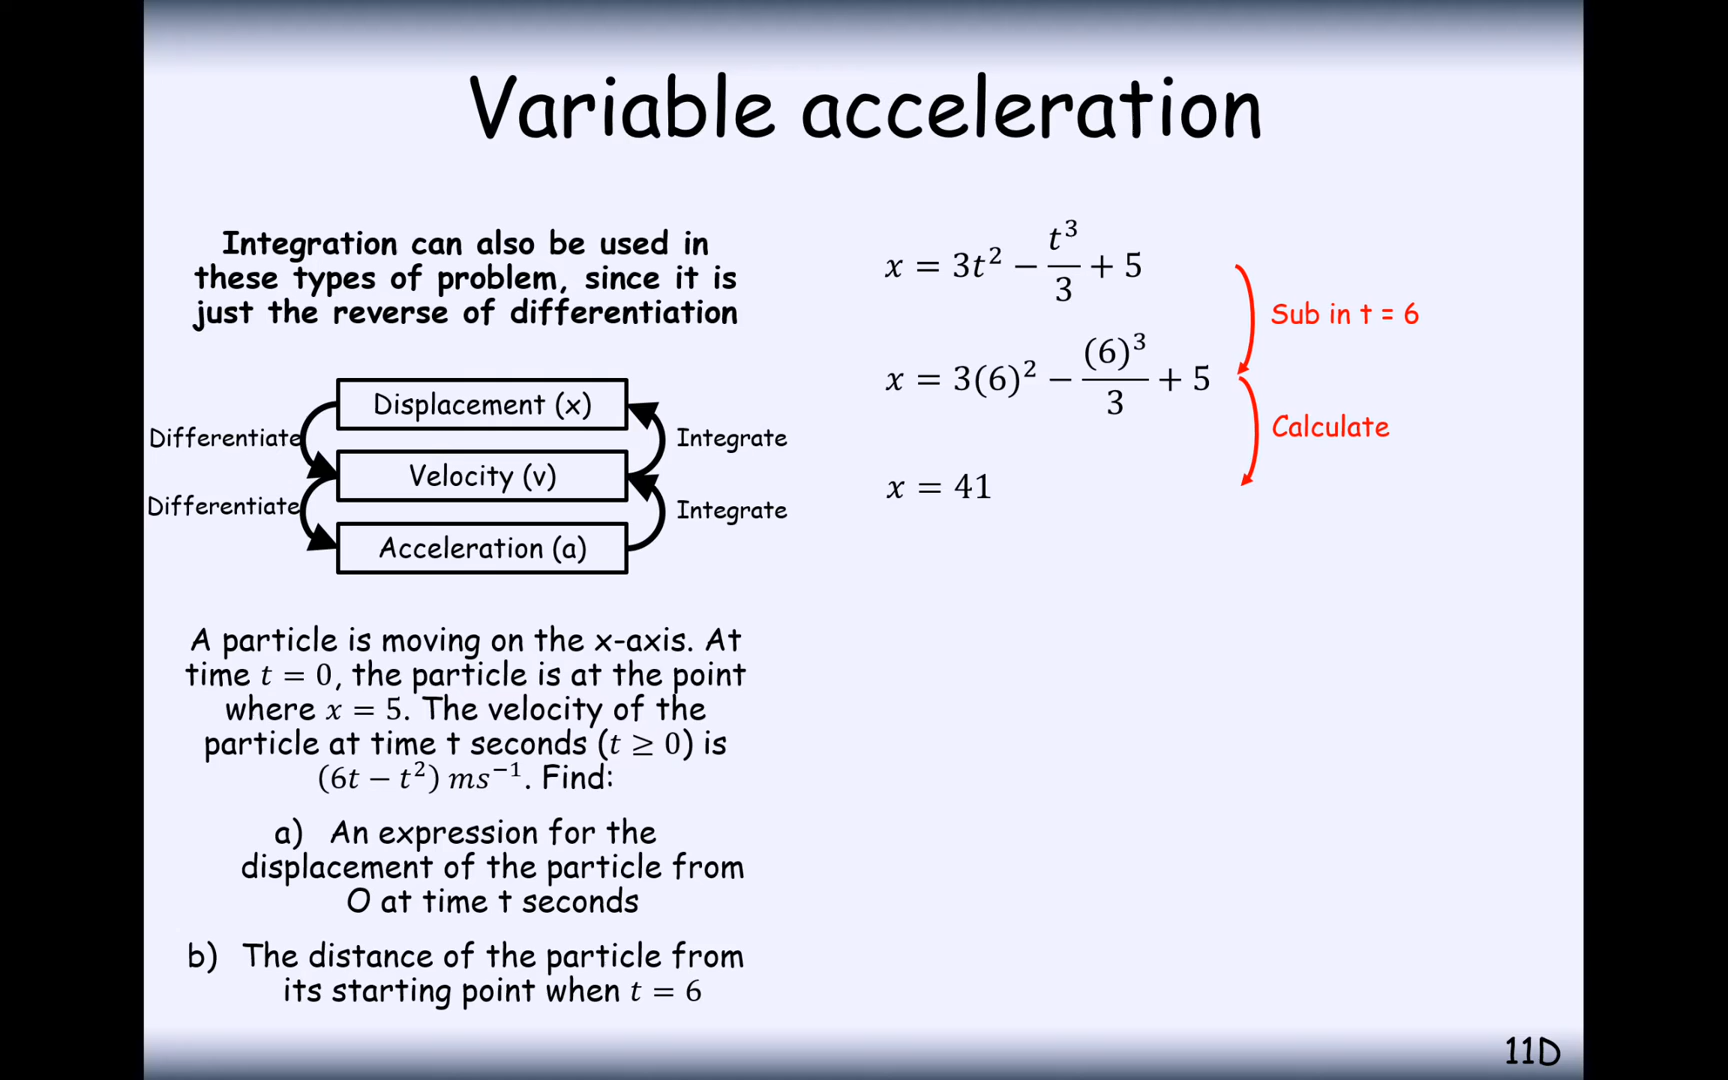 Variable acceleration
Integration can also be used in
these types of problem, since it is
just the reverse of differentiation
Displacement (x)
Differentiate
Integrate
Velocity (v)
Differentiate
Integrate
Acceleration (a)
A particle is moving on the x-axis. At
time t = 0, the particle is at the point
where x = 5. The velocity of the
particle at time t seconds (t ≥ 0) is
(6t − t²) ms⁻¹. Find:
a) An expression for the
displacement of the particle from
O at time t seconds
b) The distance of the particle from
its starting point when t = 6
x = 3t² − t³/3 + 5
Sub in t = 6
x = 3(6)² − (6)³/3 + 5
Calculate
x = 41
11D